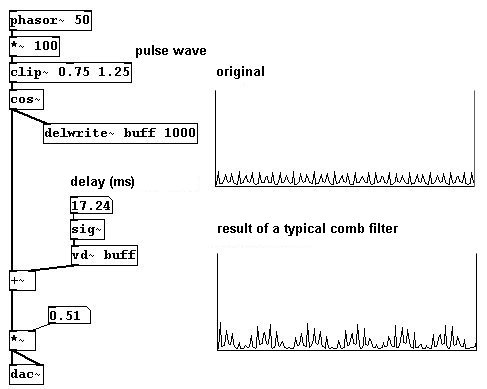 phasor~ 50
*~ 100
pulse wave
clip~ 0.75 1.25
original
cos~
delwrite~ buff 1000
delay (ms)
17.24
sig~
result of a typical comb filter
vd~ buff
+~
0.51
*~
dac~